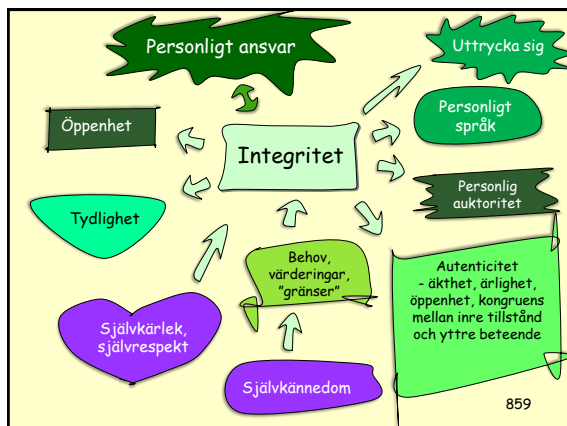 Personligt ansvar
Uttrycka sig
Öppenhet
Personligt
språk
Integritet
Personlig
auktoritet
Tydlighet
Behov,
värderingar,
"gränser"
Autenticitet
- äkthet, ärlighet,
öppenhet, kongruens
mellan inre tillstånd
och yttre beteende
Självkärlek,
självrespekt
Självkännedom
859